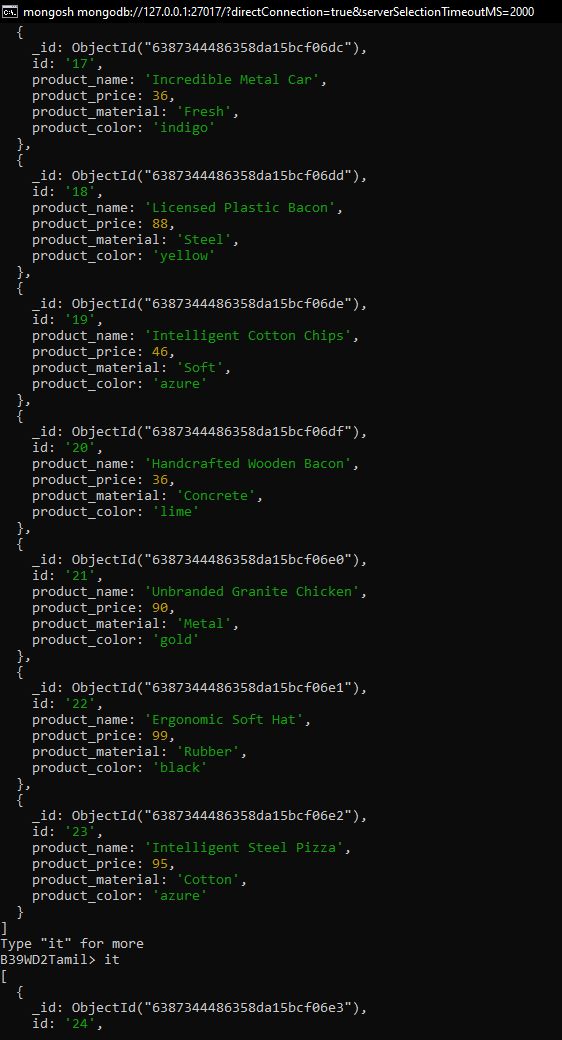 mongosh mongodb://127.0.0.1:27017/?directConnection=true&serverSelectionTimeoutMS=2000
{
_id: ObjectId("6387344486358da15bcf06dc"),
id: '17',
product_name: 'Incredible Metal Car',
product_price: 36,
product_material: 'Fresh',
product_color: 'indigo'
},
{
_id: ObjectId("6387344486358da15bcf06dd"),
id: '18',
product_name: 'Licensed Plastic Bacon',
product_price: 88,
product_material: 'Steel',
product_color: 'yellow'
},
{
_id: ObjectId("6387344486358da15bcf06de"),
id: '19',
product_name: 'Intelligent Cotton Chips',
product_price: 46,
product_material: 'Soft',
product_color: 'azure'
},
{
_id: ObjectId("6387344486358da15bcf06df"),
id: '20',
product_name: 'Handcrafted Wooden Bacon',
product_price: 36,
product_material: 'Concrete',
product_color: 'lime'
},
{
_id: ObjectId("6387344486358da15bcf06e0"),
id: '21',
product_name: 'Unbranded Granite Chicken',
product_price: 90,
product_material: 'Metal',
product_color: 'gold'
},
{
_id: ObjectId("6387344486358da15bcf06e1"),
id: '22',
product_name: 'Ergonomic Soft Hat',
product_price: 99,
product_material: 'Rubber',
product_color: 'black'
},
{
_id: ObjectId("6387344486358da15bcf06e2"),
id: '23',
product_name: 'Intelligent Steel Pizza',
product_price: 95,
product_material: 'Cotton',
product_color: 'azure'
}
]
Type "it" for more
B39WD2Tamil> it
[
{
_id: ObjectId("6387344486358da15bcf06e3"),
id: '24',